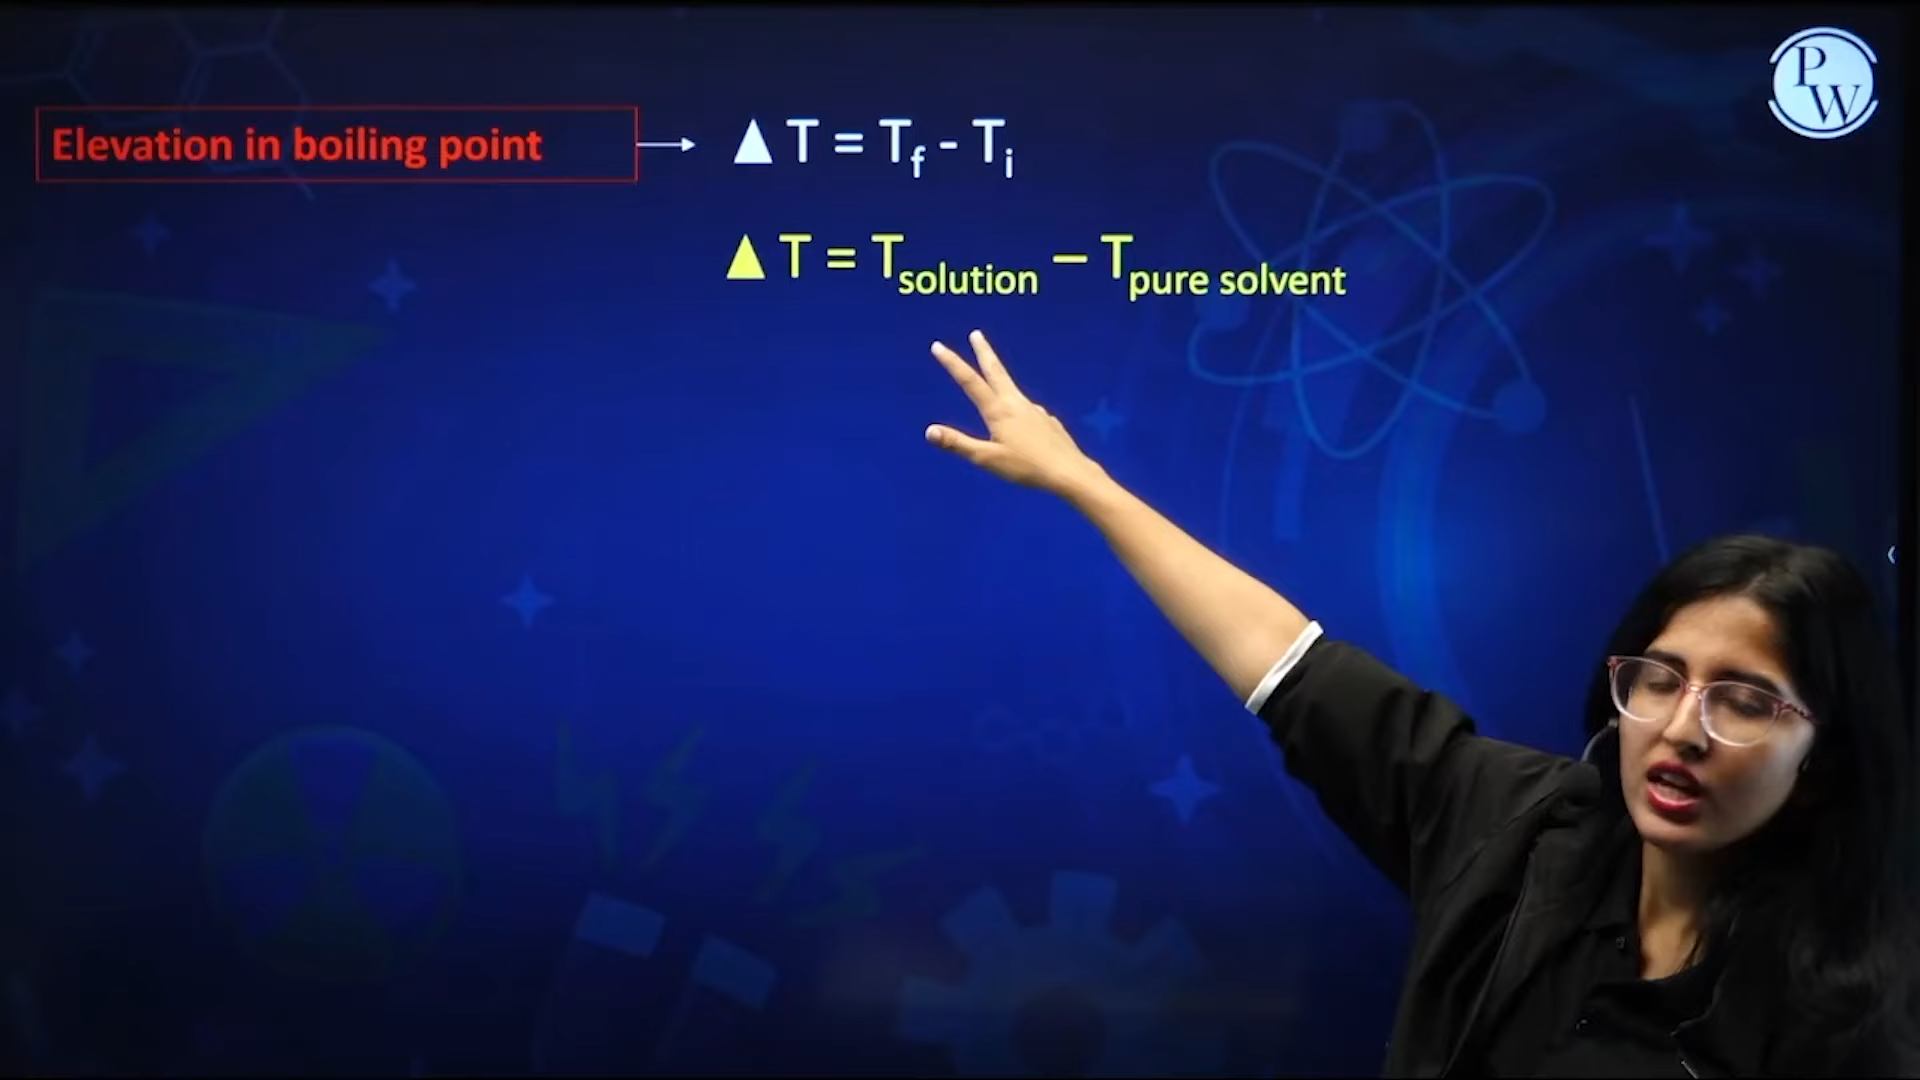 PW
Elevation in boiling point
▲ T = Tf - Ti
▲ T = Tsolution – Tpure solvent